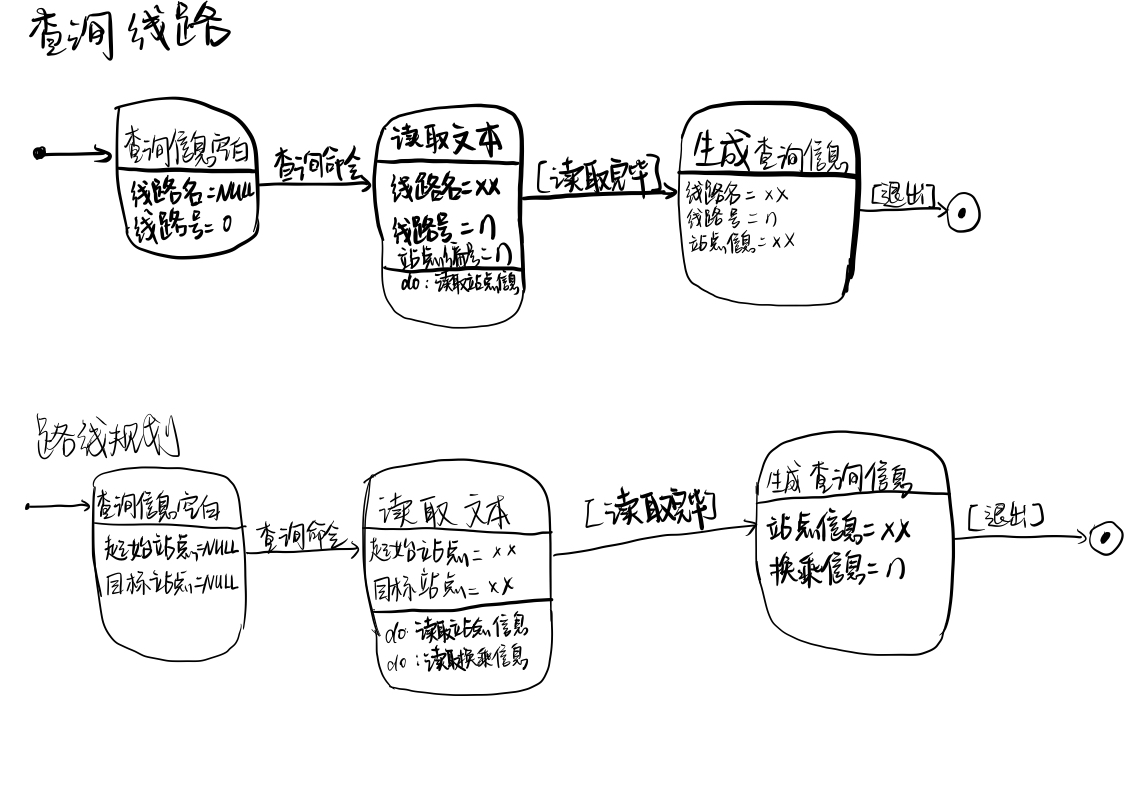 查询线路
查询信息空白
线路名=NULL
线路号=0
查询命令
读取文本
线路名=xx
线路号=n
站点编号=n
do:读取站点信息
[读取完毕]
生成查询信息
线路名=xx
线路号=n
站点信息=xx
[退出]
路线规划
查询信息空白
起始站点=NULL
目标站点=NULL
查询命令
读取文本
起始站点=xx
目标站点=xx
do:读取站点信息
do:读取换乘信息
[读取完毕]
生成查询信息
站点信息=xx
换乘信息=n
[退出]